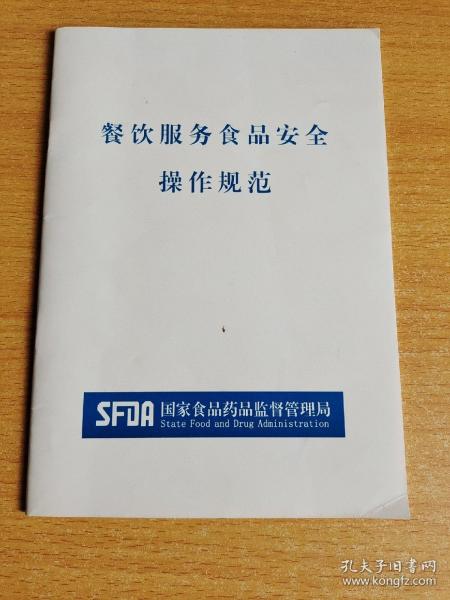 餐饮服务食品安全
操作规范
SFDA 国家食品药品监督管理局
State Food and Drug Administration
孔夫子旧书网
www.kongfz.com